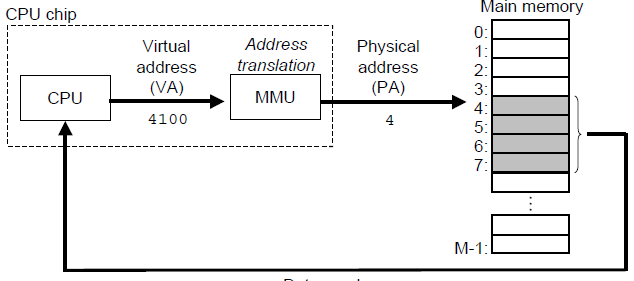 CPU chip
Main memory
Virtual
address
(VA)
Address
translation
Physical
address
(PA)
CPU
4100
MMU
4
0:
1:
2:
3:
4:
5:
6:
7:
⋮
M-1: